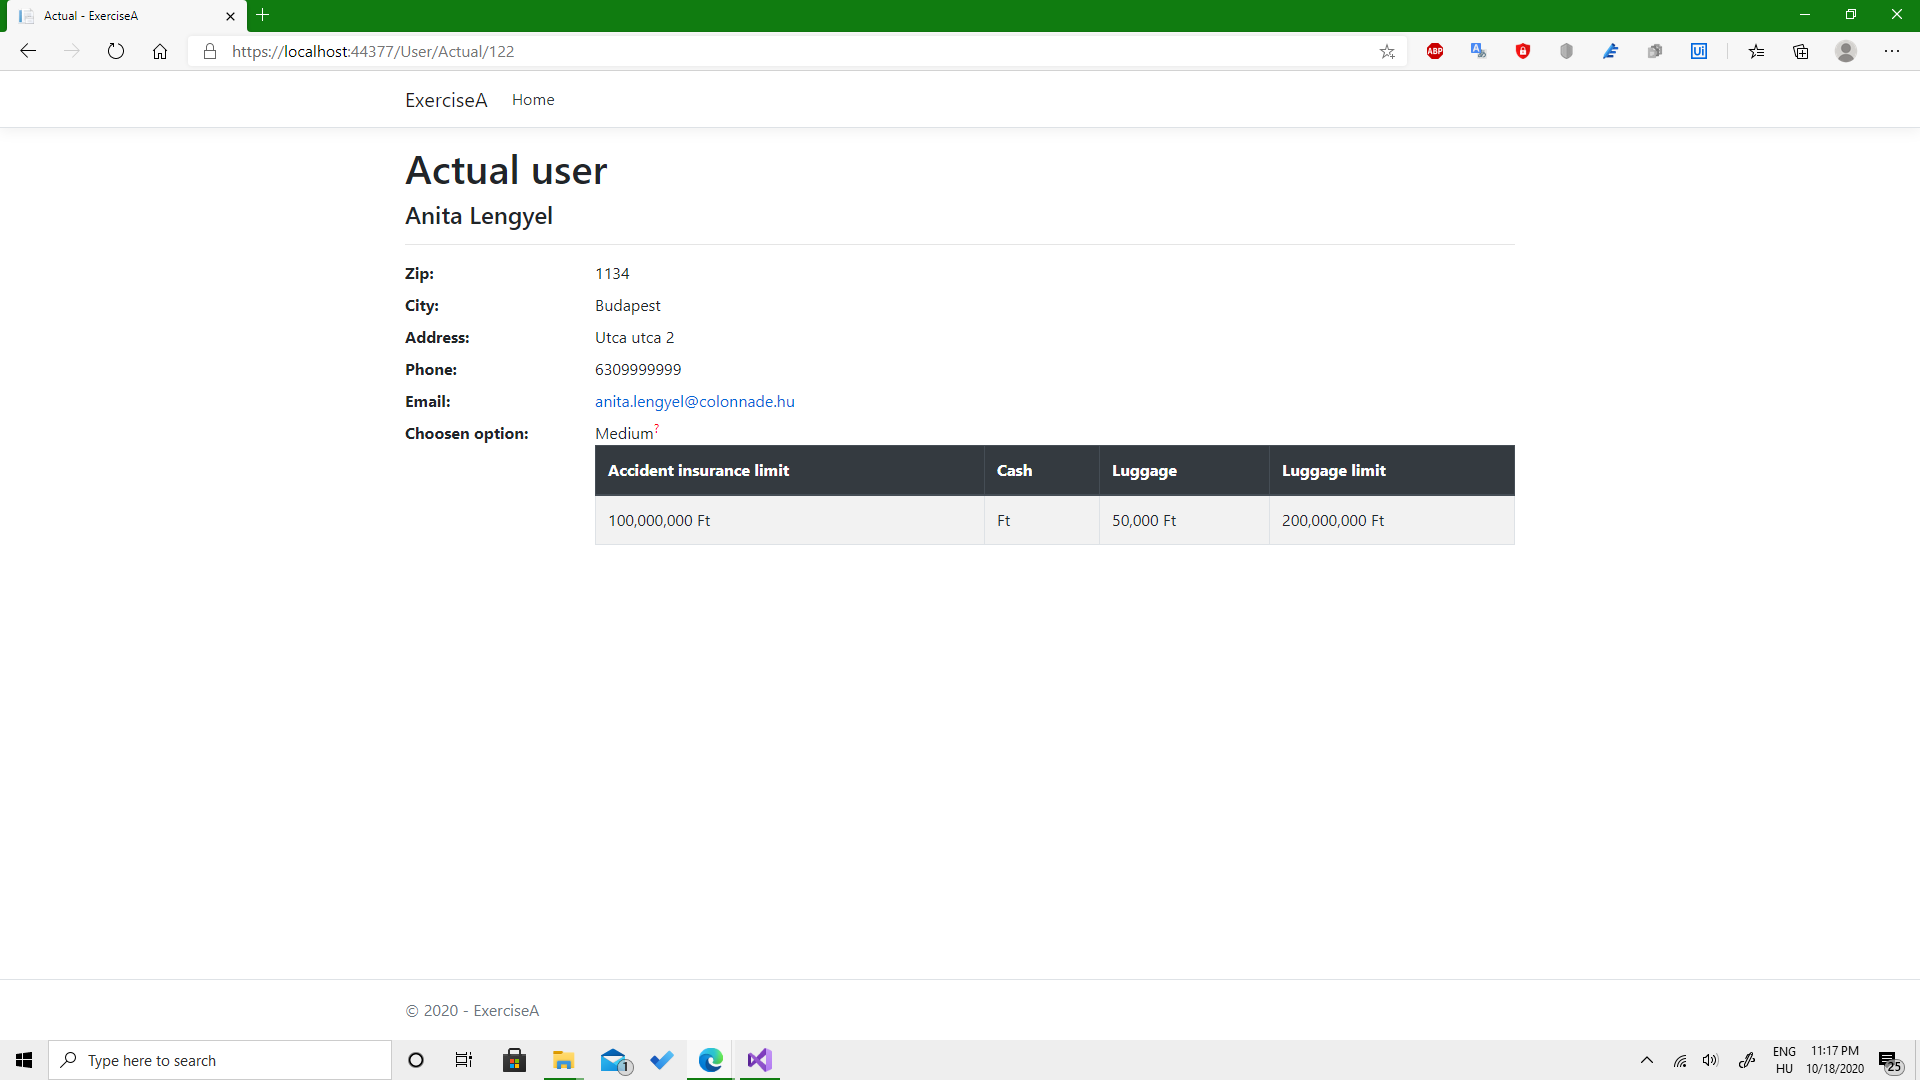 Actual - ExerciseA
https://localhost:44377/User/Actual/122
ABP
Ui
ExerciseA Home
Actual user
Anita Lengyel
Zip: 1134
City: Budapest
Address: Utca utca 2
Phone: 6309999999
Email: anita.lengyel@colonnade.hu
Choosen option: Medium?
Accident insurance limit Cash Luggage Luggage limit
100,000,000 Ft Ft 50,000 Ft 200,000,000 Ft
© 2020 - ExerciseA
Type here to search
1
ENG
HU
11:17 PM
10/18/2020
25